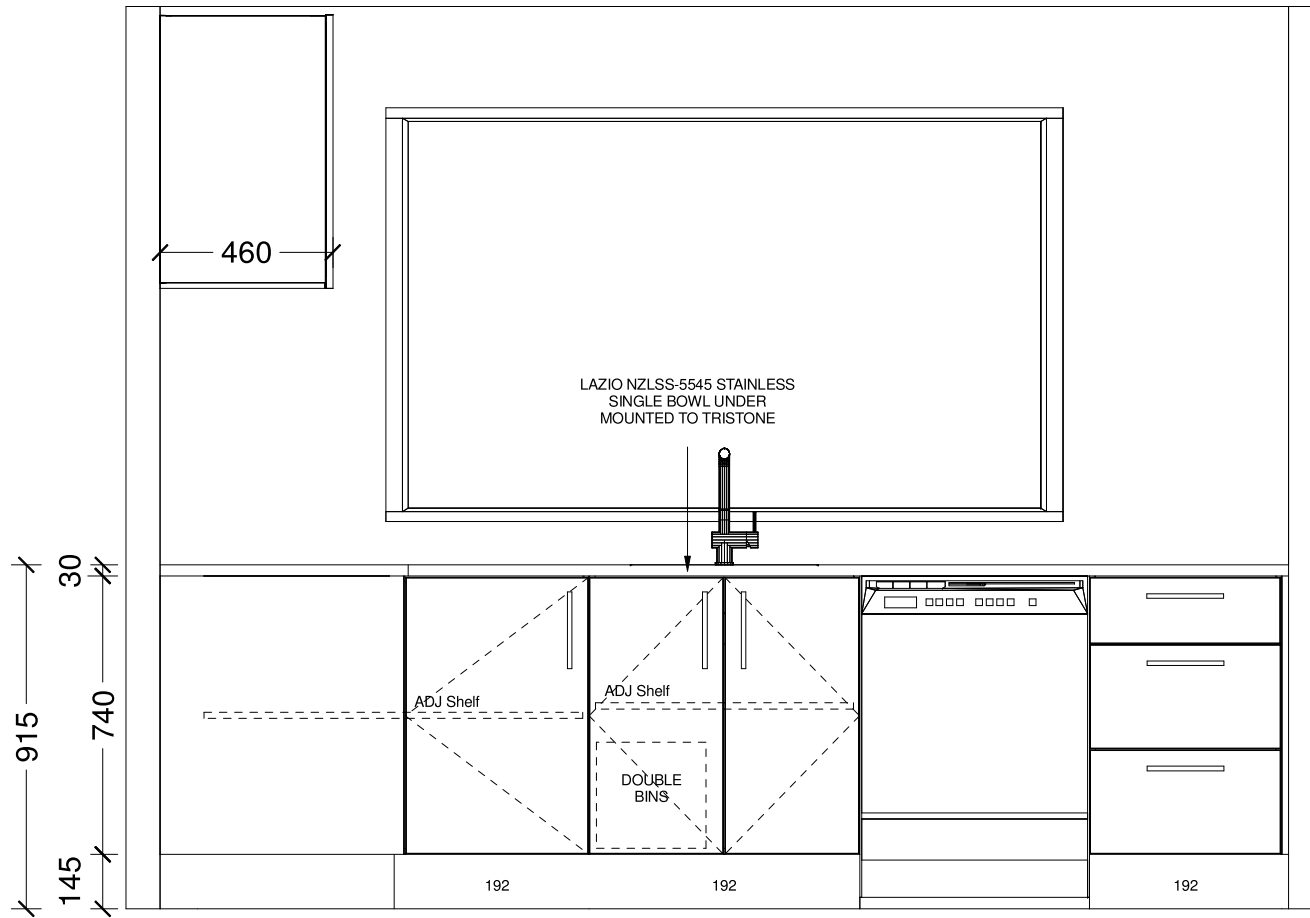 460
LAZIO NZLSS-5545 STAINLESS
SINGLE BOWL UNDER
MOUNTED TO TRISTONE
30
915
740
145
ADJ Shelf
ADJ Shelf
DOUBLE
BINS
192
192
192